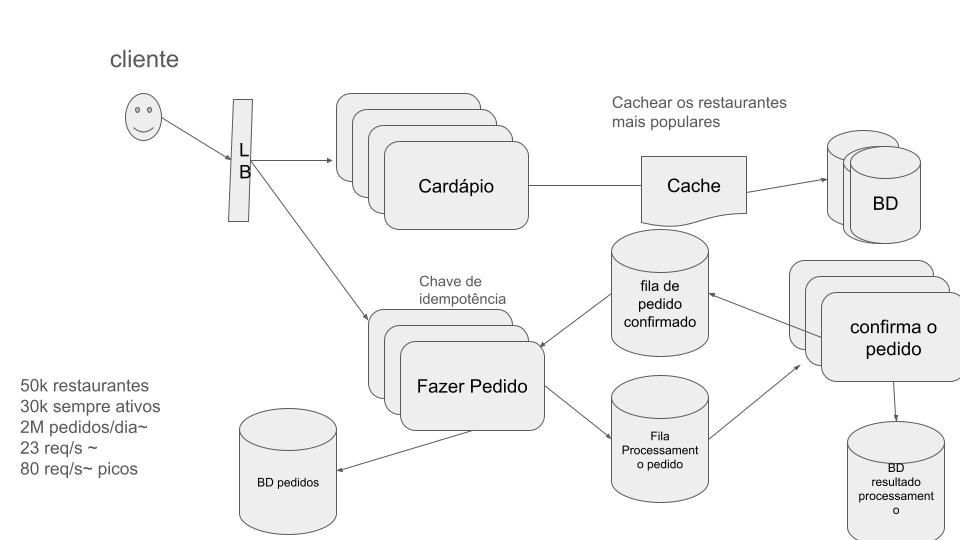 cliente
L
B
Cardápio
Cachear os restaurantes
mais populares
Cache
BD
Chave de
idempotência
Fazer Pedido
fila de
pedido
confirmado
confirma o
pedido
50k restaurantes
30k sempre ativos
2M pedidos/dia~
23 req/s ~
80 req/s~ picos
BD pedidos
Fila
Processament
o pedido
BD
resultado
processament
o